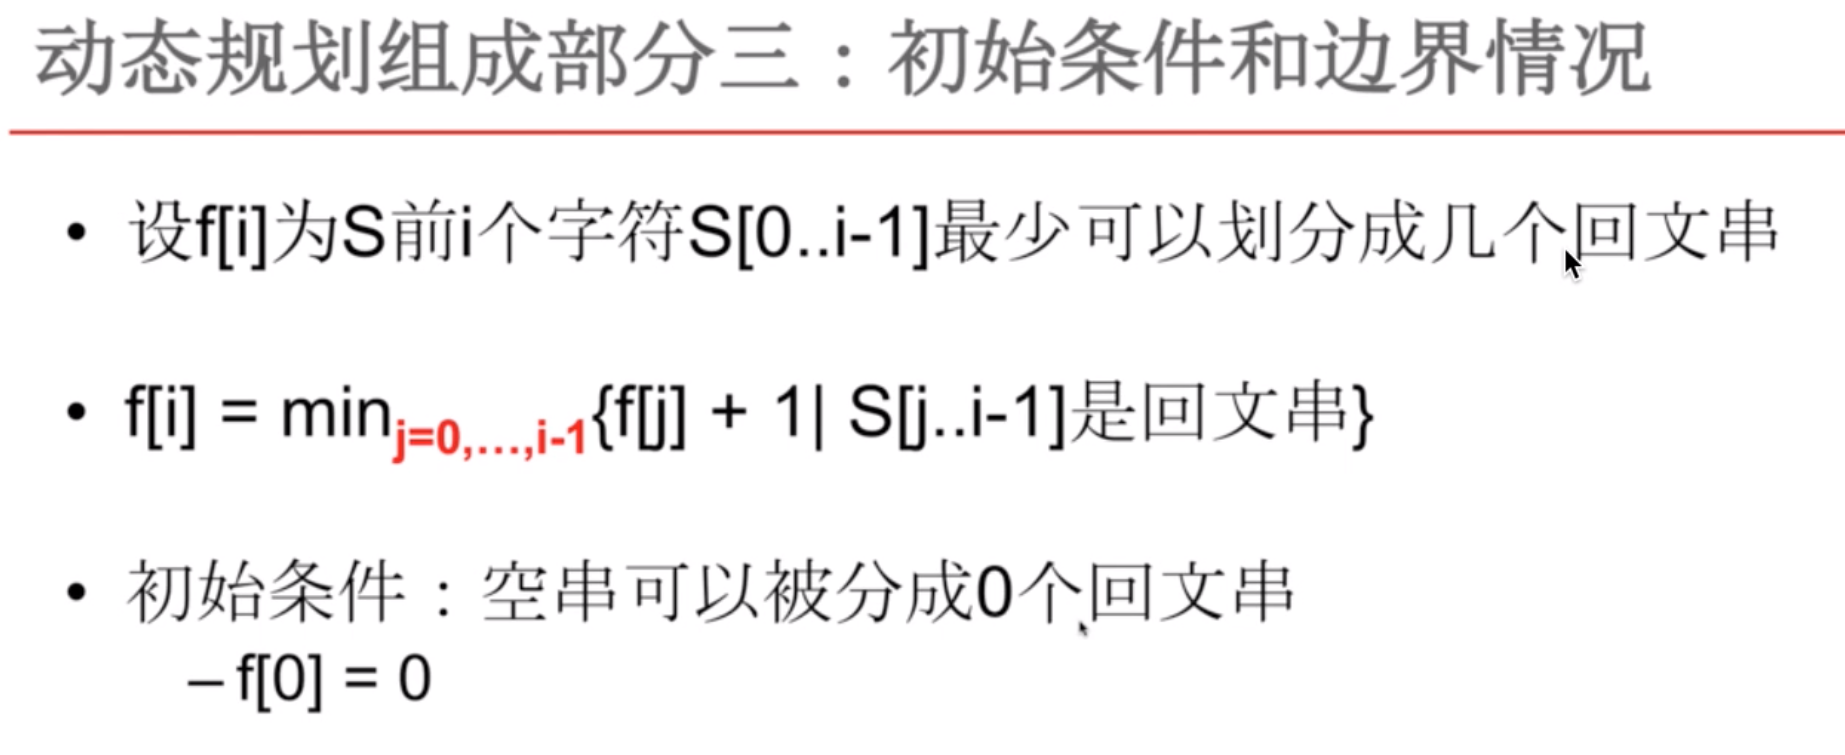 动态规划组成部分三：初始条件和边界情况
• 设f[i]为S前i个字符S[0..i-1]最少可以划分成几个回文串
• f[i] = minj=0,…,i-1{f[j] + 1| S[j..i-1]是回文串}
• 初始条件：空串可以被分成0个回文串
– f[0] = 0